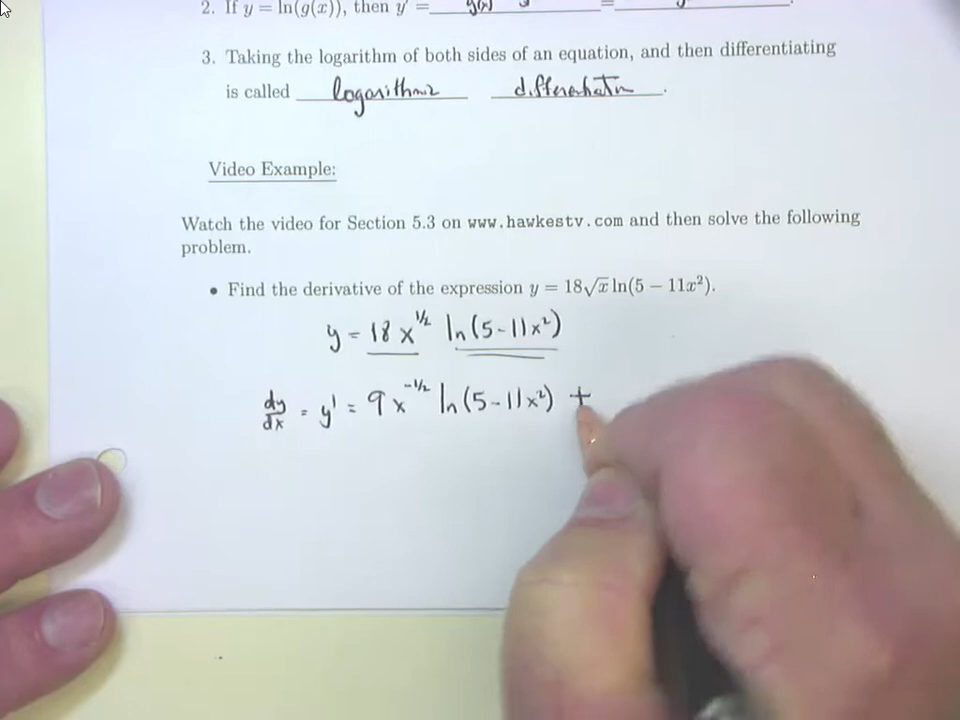 2. If y = ln(g(x)), then y' = g(x) =
3. Taking the logarithm of both sides of an equation, and then differentiating
is called logarithmic differentiation.
Video Example:
Watch the video for Section 5.3 on www.hawkestv.com and then solve the following
problem.
• Find the derivative of the expression y = 18√x ln(5 − 11x²).
y = 18 x^1/2 ln(5-11x²)
dy/dx = y' = 9x^-1/2 ln(5-11x²) +